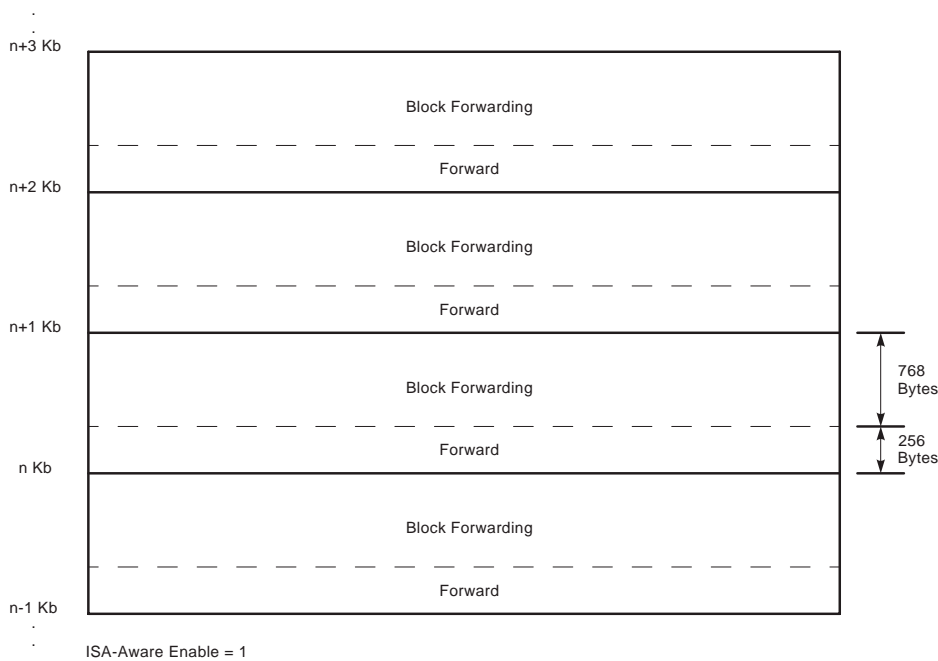 .
.
n+3 Kb
Block Forwarding
Forward
n+2 Kb
Block Forwarding
Forward
n+1 Kb
Block Forwarding
768
Bytes
Forward
256
Bytes
n Kb
Block Forwarding
Forward
n-1 Kb
.
.
ISA-Aware Enable = 1